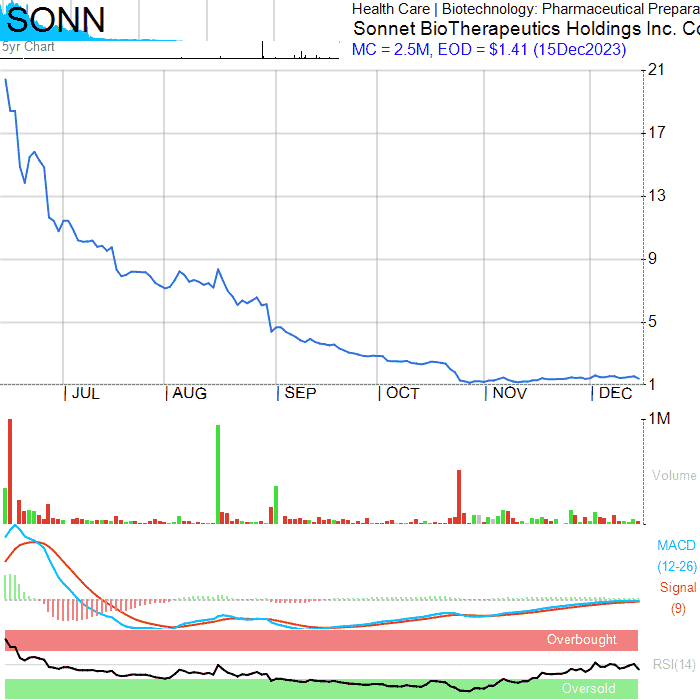 SONN
Health Care | Biotechnology: Pharmaceutical Prepara
Sonnet BioTherapeutics Holdings Inc. Co
MC = 2.5M, EOD = $1.41 (15Dec2023)
5yr Chart
21
17
13
9
5
1
JUL AUG SEP OCT NOV DEC
1M
Volume
MACD
(12-26)
Signal
(9)
Overbought
RSI(14)
Oversold